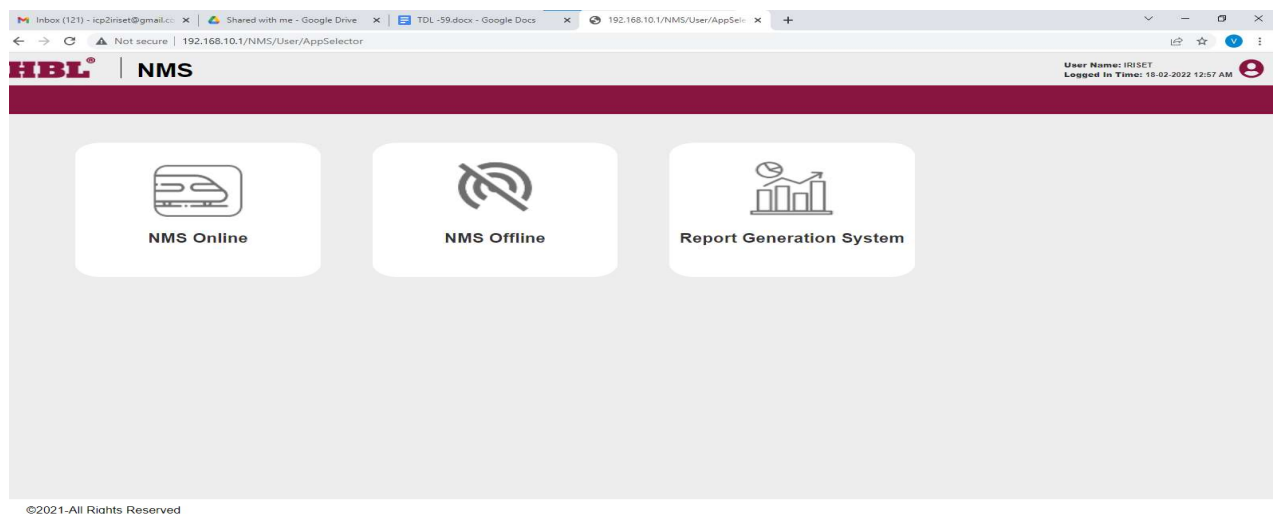 Inbox (121) - icp2iriset@gmail.cc
Shared with me - Google Drive
TDL -59.docx - Google Docs
192.168.10.1/NMS/User/AppSele
Not secure | 192.168.10.1/NMS/User/AppSelector
V
HBL® | NMS
User Name: IRISET
Logged In Time: 18-02-2022 12:57 AM
NMS Online
NMS Offline
Report Generation System
©2021-All Rights Reserved